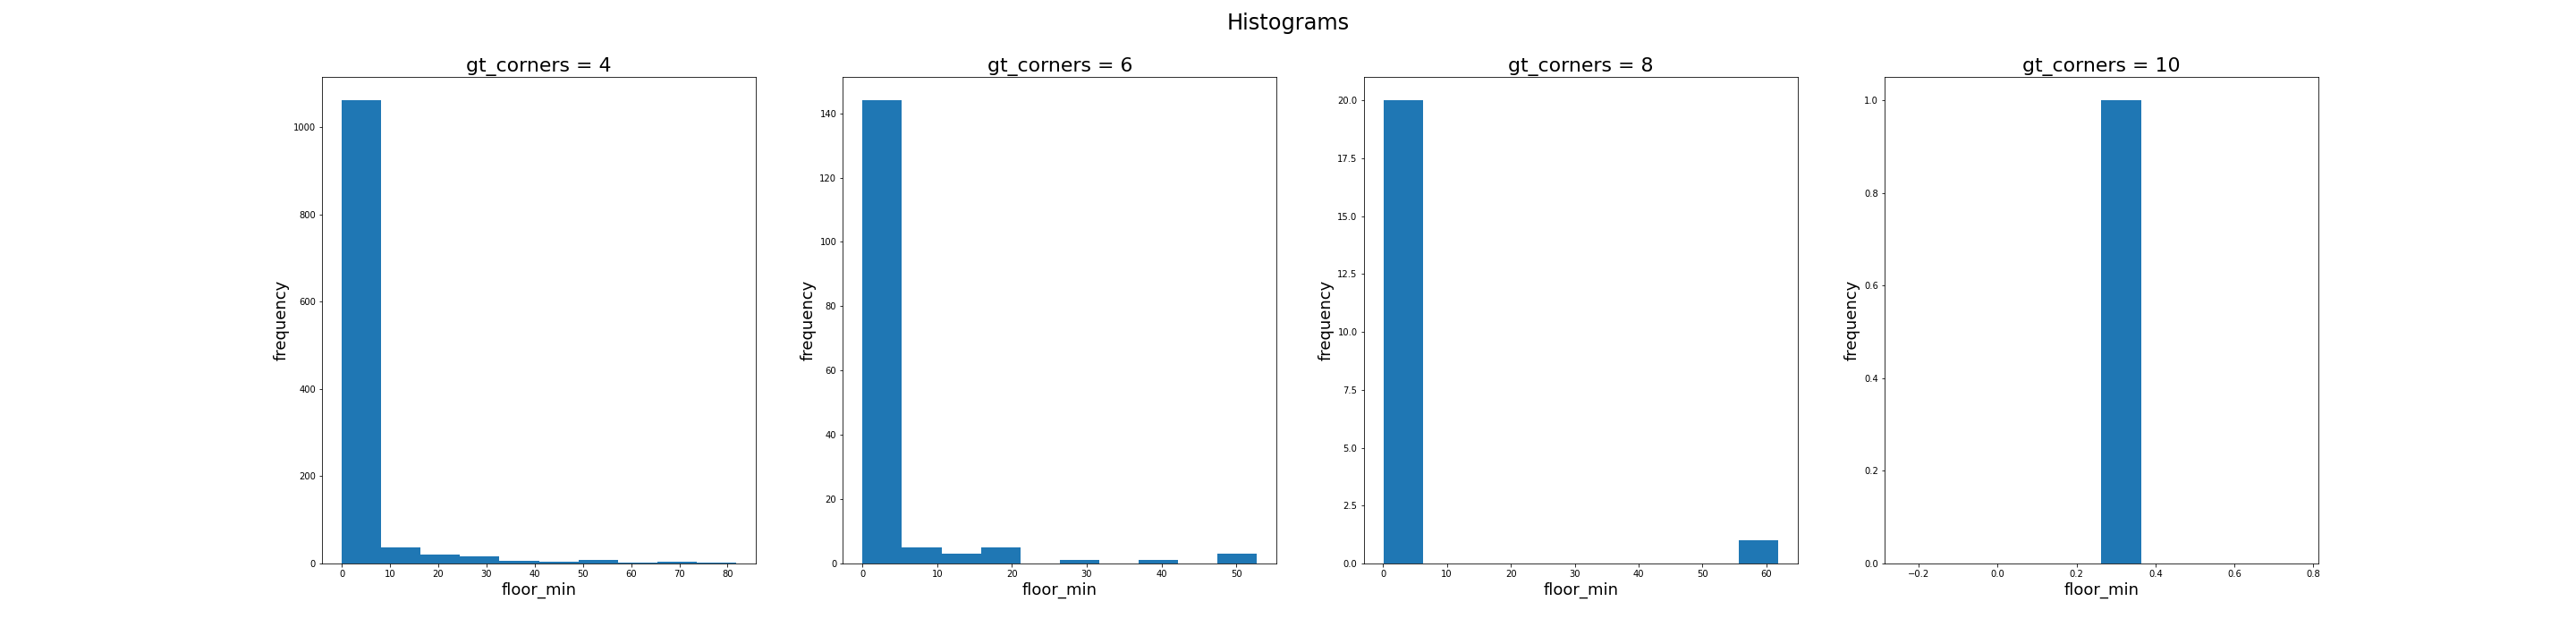 Histograms
gt_corners = 4
1000
800
600
400
200
0
frequency
0 10 20 30 40 50 60 70 80
floor_min
gt_corners = 6
140
120
100
80
60
40
20
0
frequency
0 10 20 30 40 50
floor_min
gt_corners = 8
20.0
17.5
15.0
12.5
10.0
7.5
5.0
2.5
0.0
frequency
0 10 20 30 40 50 60
floor_min
gt_corners = 10
1.0
0.8
0.6
0.4
0.2
0.0
frequency
−0.2 0.0 0.2 0.4 0.6 0.8
floor_min